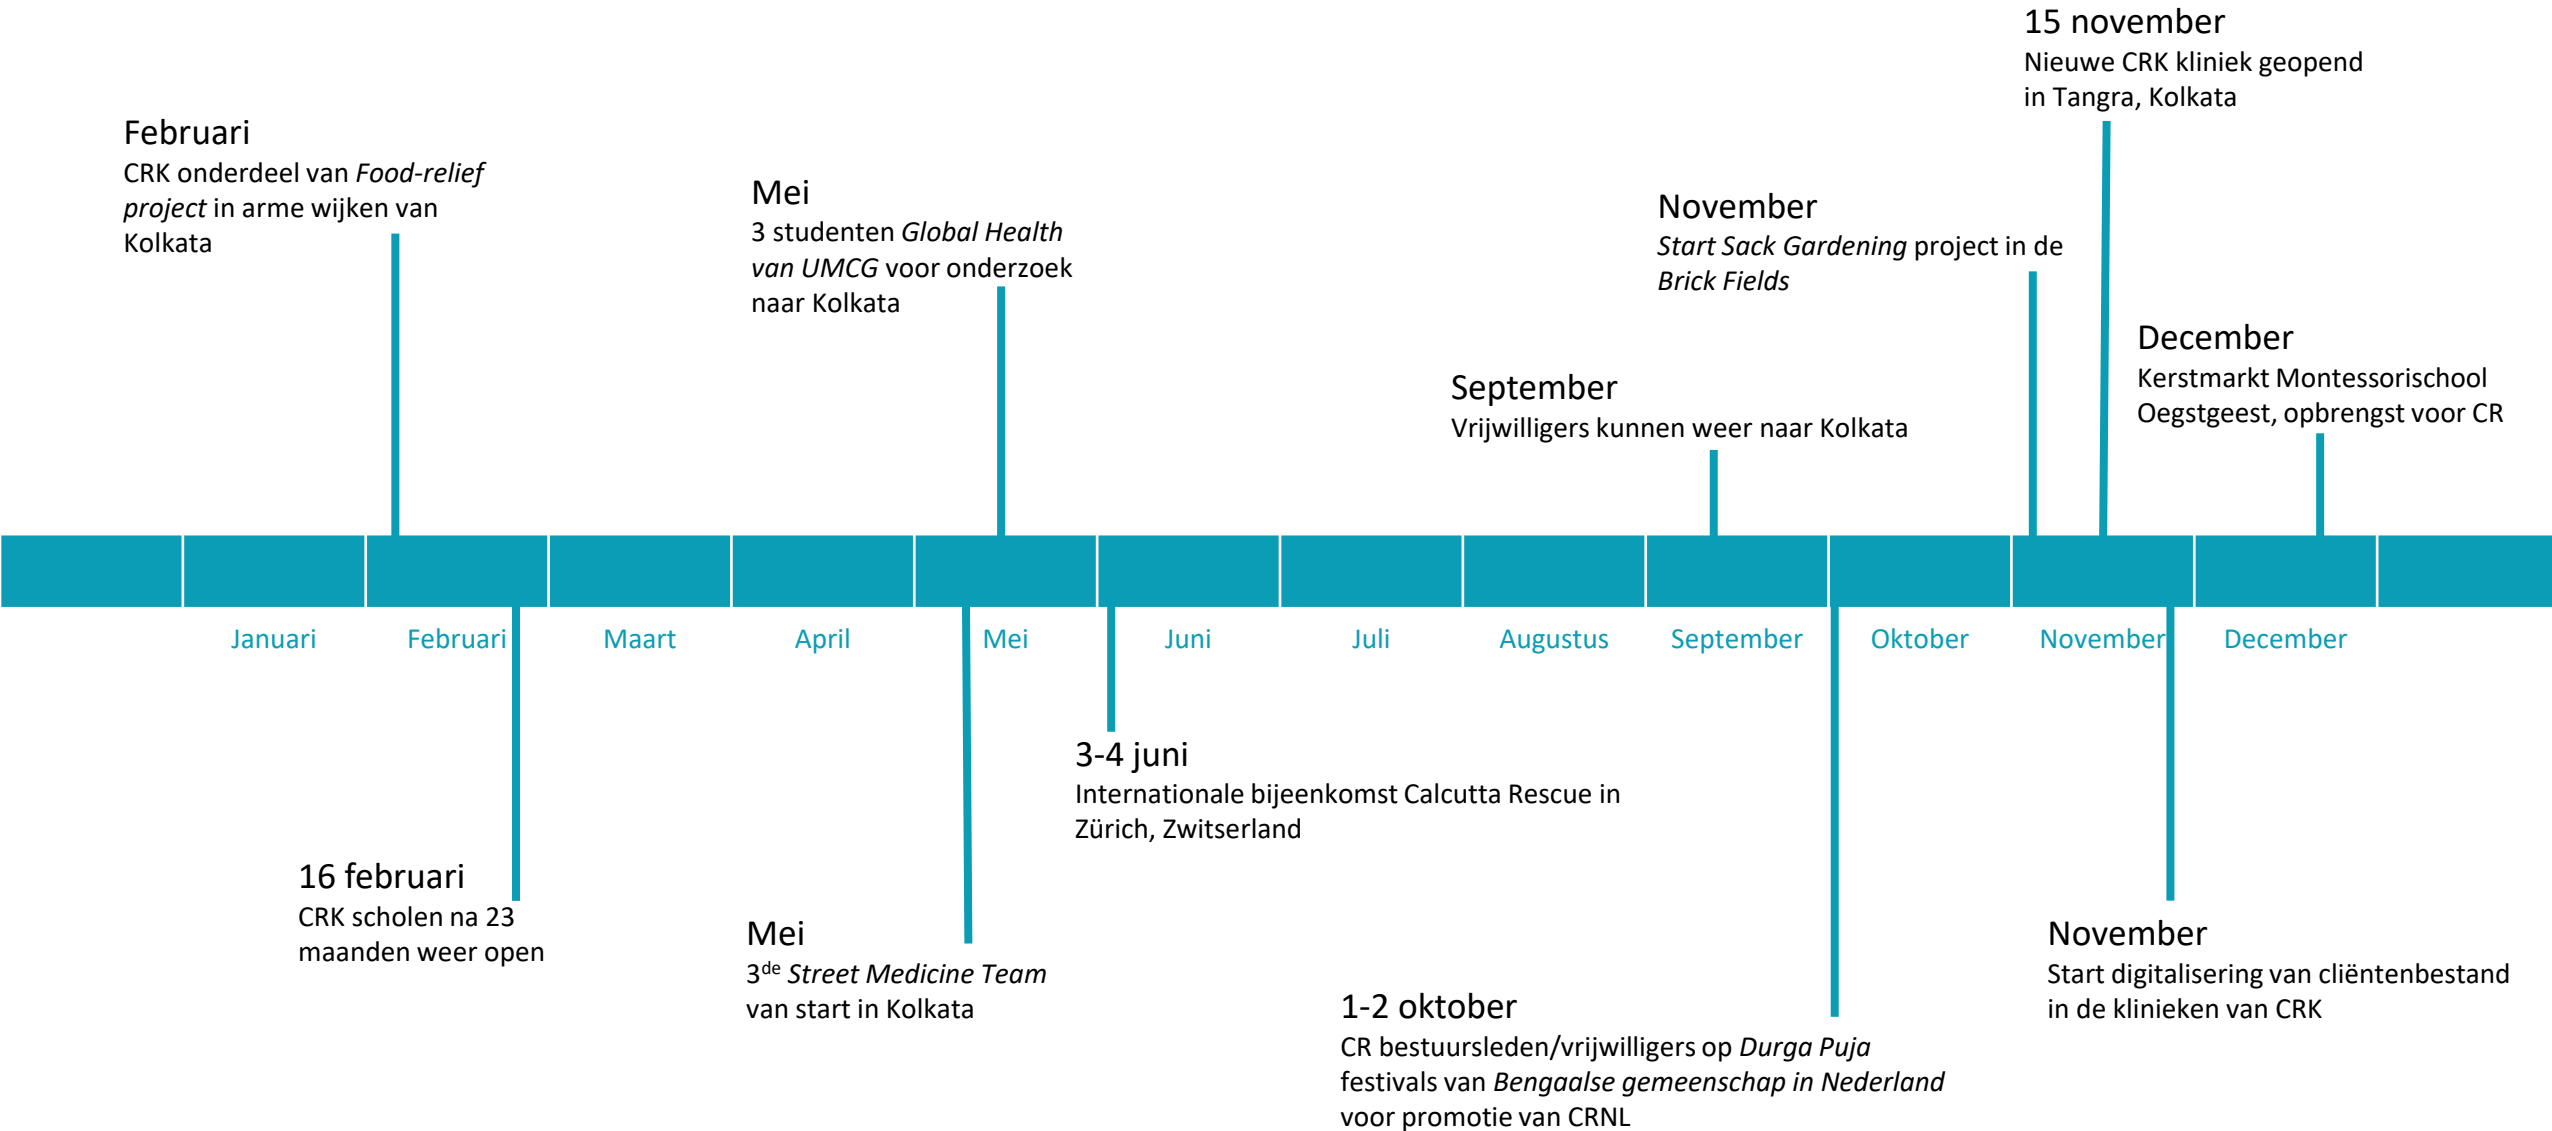 15 november
Nieuwe CRK kliniek geopend
in Tangra, Kolkata
Februari
CRK onderdeel van Food-relief
project in arme wijken van
Kolkata
Mei
3 studenten Global Health
van UMCG voor onderzoek
naar Kolkata
November
Start Sack Gardening project in de
Brick Fields
December
Kerstmarkt Montessorischool
Oegstgeest, opbrengst voor CR
September
Vrijwilligers kunnen weer naar Kolkata
Januari Februari Maart April Mei Juni Juli Augustus September Oktober November December
3-4 juni
Internationale bijeenkomst Calcutta Rescue in
Zürich, Zwitserland
16 februari
CRK scholen na 23
maanden weer open
Mei
3de Street Medicine Team
van start in Kolkata
November
Start digitalisering van cliëntenbestand
in de klinieken van CRK
1-2 oktober
CR bestuursleden/vrijwilligers op Durga Puja
festivals van Bengaalse gemeenschap in Nederland
voor promotie van CRNL